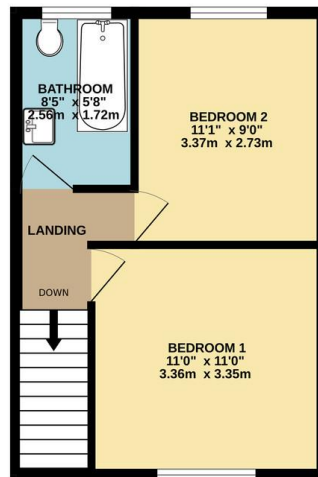 BATHROOM
8'5" x 5'8"
2.56m x 1.72m
BEDROOM 2
11'1" x 9'0"
3.37m x 2.73m
LANDING
DOWN
BEDROOM 1
11'0" x 11'0"
3.36m x 3.35m